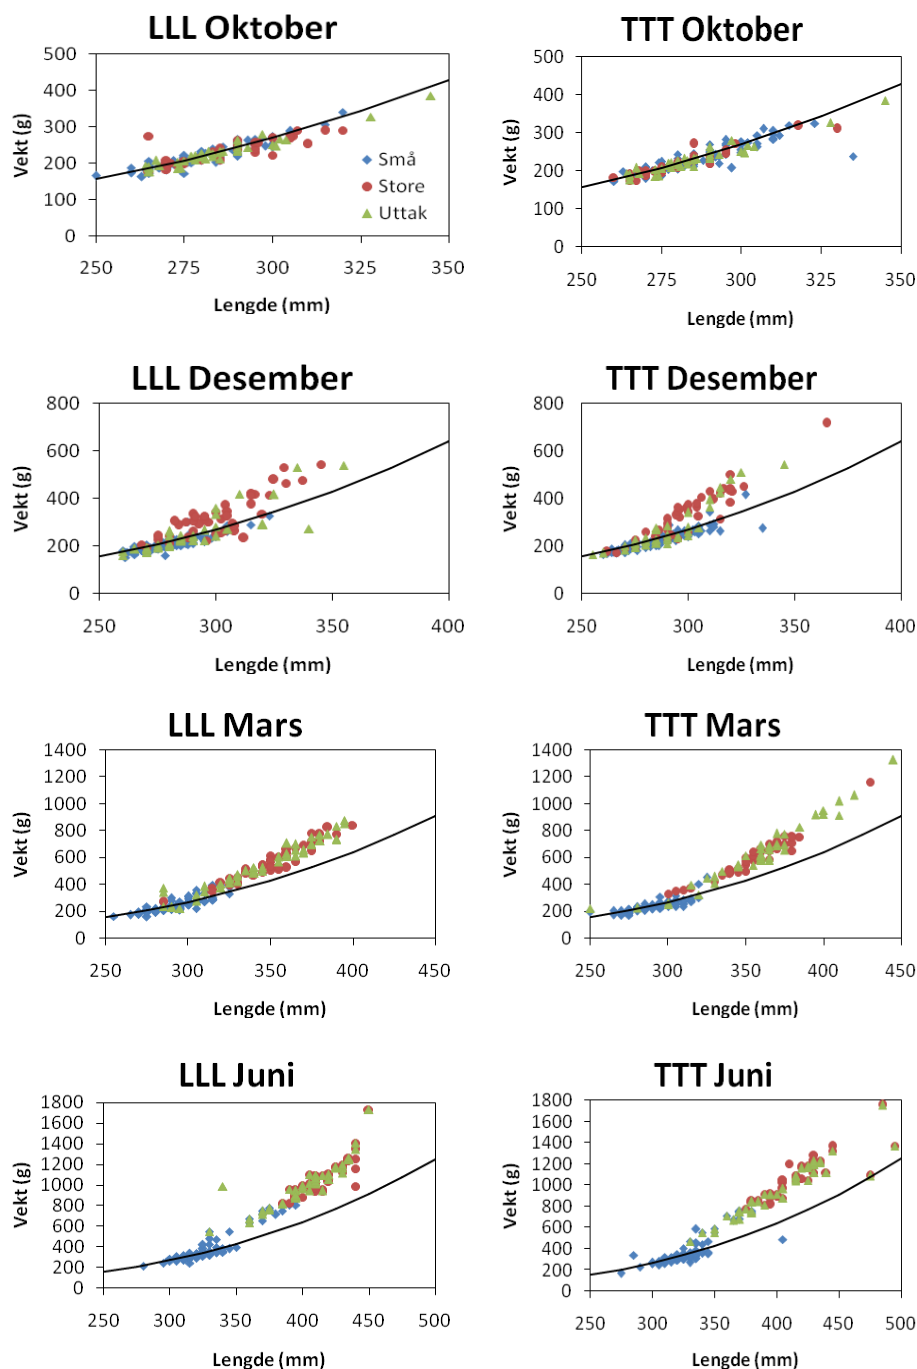 LLL Oktober
500
400
300
200
100
0
Vekt (g)
Små
Store
Uttak
250 275 300 325 350
Lengde (mm)
TTT Oktober
500
400
300
200
100
0
Vekt (g)
250 275 300 325 350
Lengde (mm)
LLL Desember
800
600
400
200
0
Vekt (g)
250 300 350 400
Lengde (mm)
TTT Desember
800
600
400
200
0
Vekt (g)
250 300 350 400
Lengde (mm)
LLL Mars
1400
1200
1000
800
600
400
200
0
Vekt (g)
250 300 350 400 450
Lengde (mm)
TTT Mars
1400
1200
1000
800
600
400
200
0
Vekt (g)
250 300 350 400 450
Lengde (mm)
LLL Juni
1800
1600
1400
1200
1000
800
600
400
200
0
Vekt (g)
250 300 350 400 450 500
Lengde (mm)
TTT Juni
1800
1600
1400
1200
1000
800
600
400
200
0
Vekt (g)
250 300 350 400 450 500
Lengde (mm)